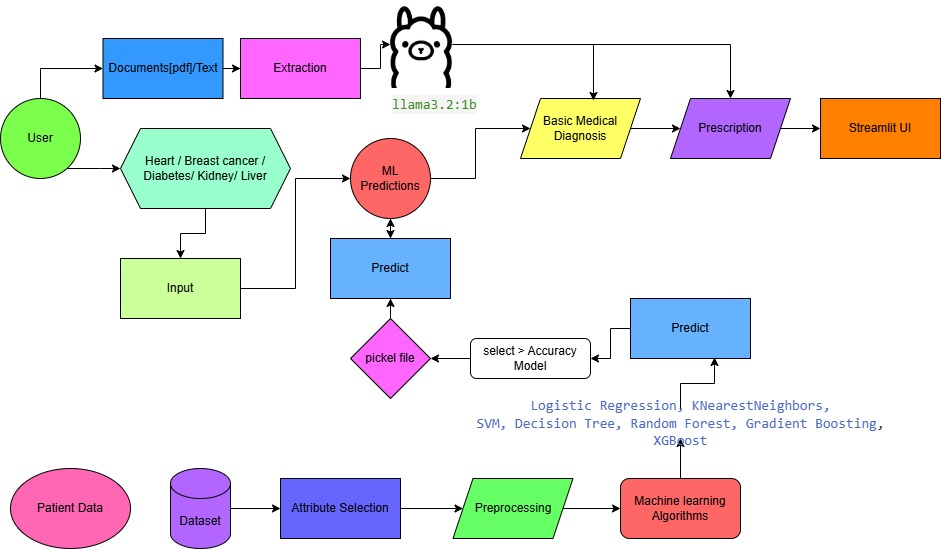 Documents[pdf]/Text
Extraction
llama3.2:1b
User
Basic Medical
Diagnosis
Prescription
Streamlit UI
Heart / Breast cancer /
Diabetes/ Kidney/ Liver
ML
Predictions
Input
Predict
Predict
pickel file
select > Accuracy
Model
Logistic Regression, KNearestNeighbors,
SVM, Decision Tree, Random Forest, Gradient Boosting,
XGBoost
Patient Data
Dataset
Attribute Selection
Preprocessing
Machine learning
Algorithms